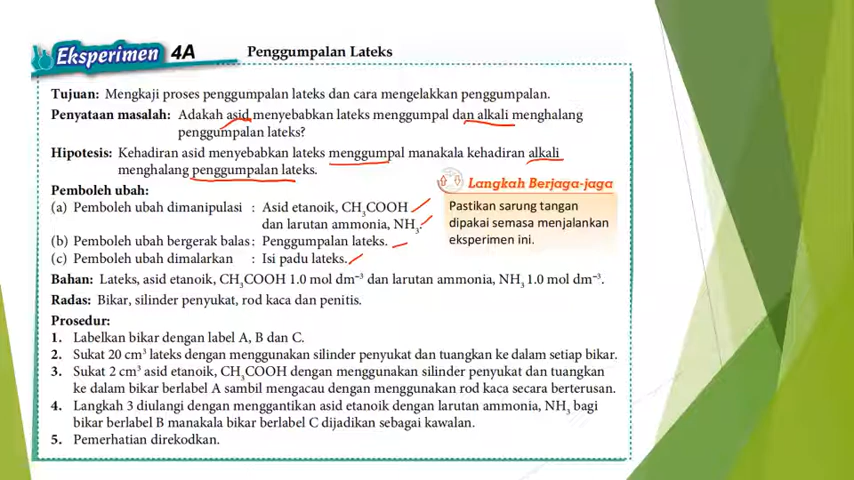 Eksperimen 4A Penggumpalan Lateks
Tujuan: Mengkaji proses penggumpalan lateks dan cara mengelakkan penggumpalan.
Penyataan masalah: Adakah asid menyebabkan lateks menggumpal dan alkali menghalang
penggumpalan lateks?
Hipotesis: Kehadiran asid menyebabkan lateks menggumpal manakala kehadiran alkali
menghalang penggumpalan lateks.
Pemboleh ubah:
(a) Pemboleh ubah dimanipulasi : Asid etanoik, CH₃COOH
dan larutan ammonia, NH₃.
(b) Pemboleh ubah bergerak balas : Penggumpalan lateks.
(c) Pemboleh ubah dimalarkan : Isi padu lateks.
Langkah Berjaga-jaga
Pastikan sarung tangan
dipakai semasa menjalankan
eksperimen ini.
Bahan: Lateks, asid etanoik, CH₃COOH 1.0 mol dm⁻³ dan larutan ammonia, NH₃ 1.0 mol dm⁻³.
Radas: Bikar, silinder penyukat, rod kaca dan penitis.
Prosedur:
1. Labelkan bikar dengan label A, B dan C.
2. Sukat 20 cm³ lateks dengan menggunakan silinder penyukat dan tuangkan ke dalam setiap bikar.
3. Sukat 2 cm³ asid etanoik, CH₃COOH dengan menggunakan silinder penyukat dan tuangkan
ke dalam bikar berlabel A sambil mengacau dengan menggunakan rod kaca secara berterusan.
4. Langkah 3 diulangi dengan menggantikan asid etanoik dengan larutan ammonia, NH₃ bagi
bikar berlabel B manakala bikar berlabel C dijadikan sebagai kawalan.
5. Pemerhatian direkodkan.